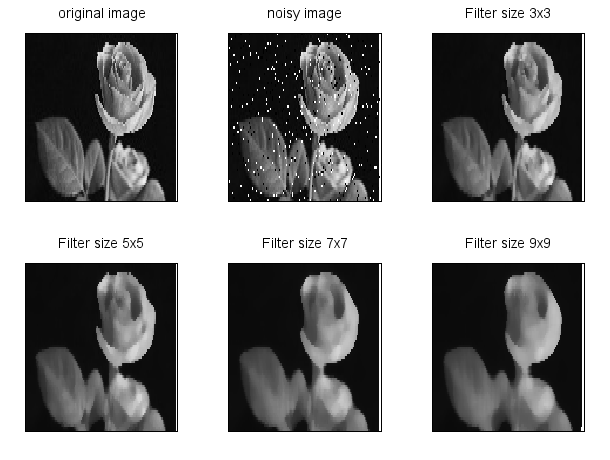 original image
noisy image
Filter size 3x3
Filter size 5x5
Filter size 7x7
Filter size 9x9